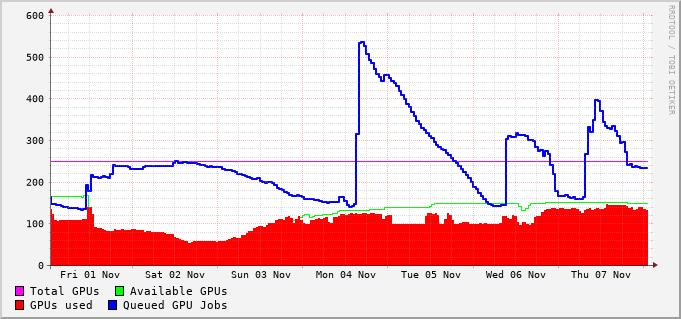 600
500
400
300
200
100
0
Fri 01 Nov Sat 02 Nov Sun 03 Nov Mon 04 Nov Tue 05 Nov Wed 06 Nov Thu 07 Nov
Total GPUs Available GPUs
GPUs used Queued GPU Jobs
RRDTOOL / TOBI OETIKER